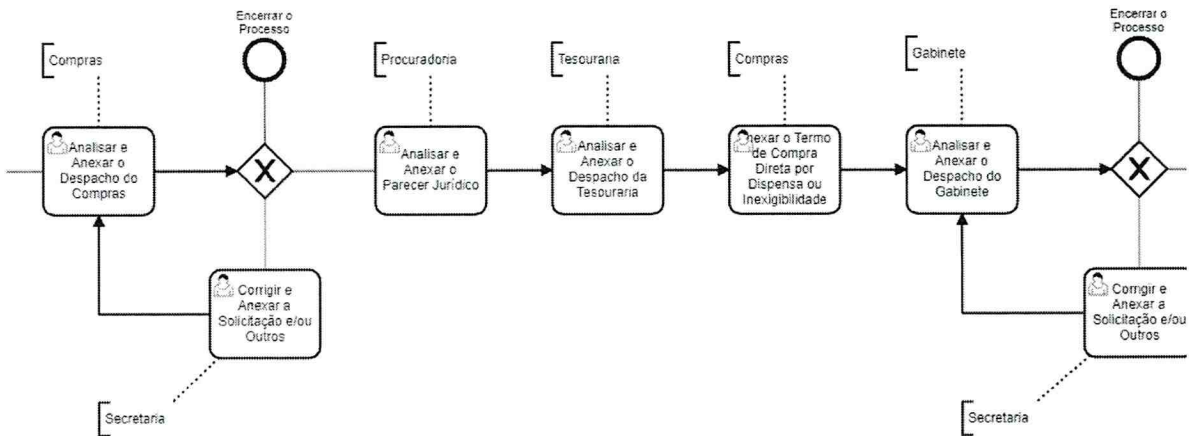 Encerrar o
Processo
Compras
Analisar e
Anexar o
Despacho do
Compras
Corrigir e
Anexar a
Solicitação e/ou
Outros
Secretaria
Procuradoria
Analisar e
Anexar o
Parecer Jurídico
Tesouraria
Analisar e
Anexar o
Despacho da
Tesouraria
Compras
nexar o Termo
de Compra
Direta por
Dispensa ou
Inexigibilidade
Gabinete
Analisar e
Anexar o
Despacho do
Gabinete
Encerrar o
Processo
Corrigir e
Anexar a
Solicitação e/ou
Outros
Secretaria